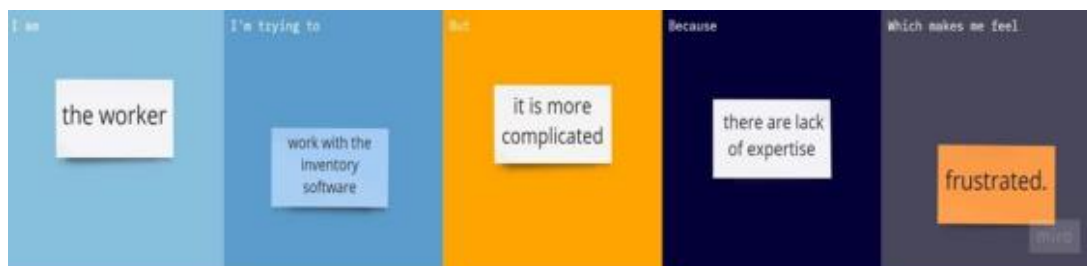 I am
the worker
I'm trying to
work with the
inventory
software
But
it is more
complicated
Because
there are lack
of expertise
Which makes me feel
frustrated.
miro